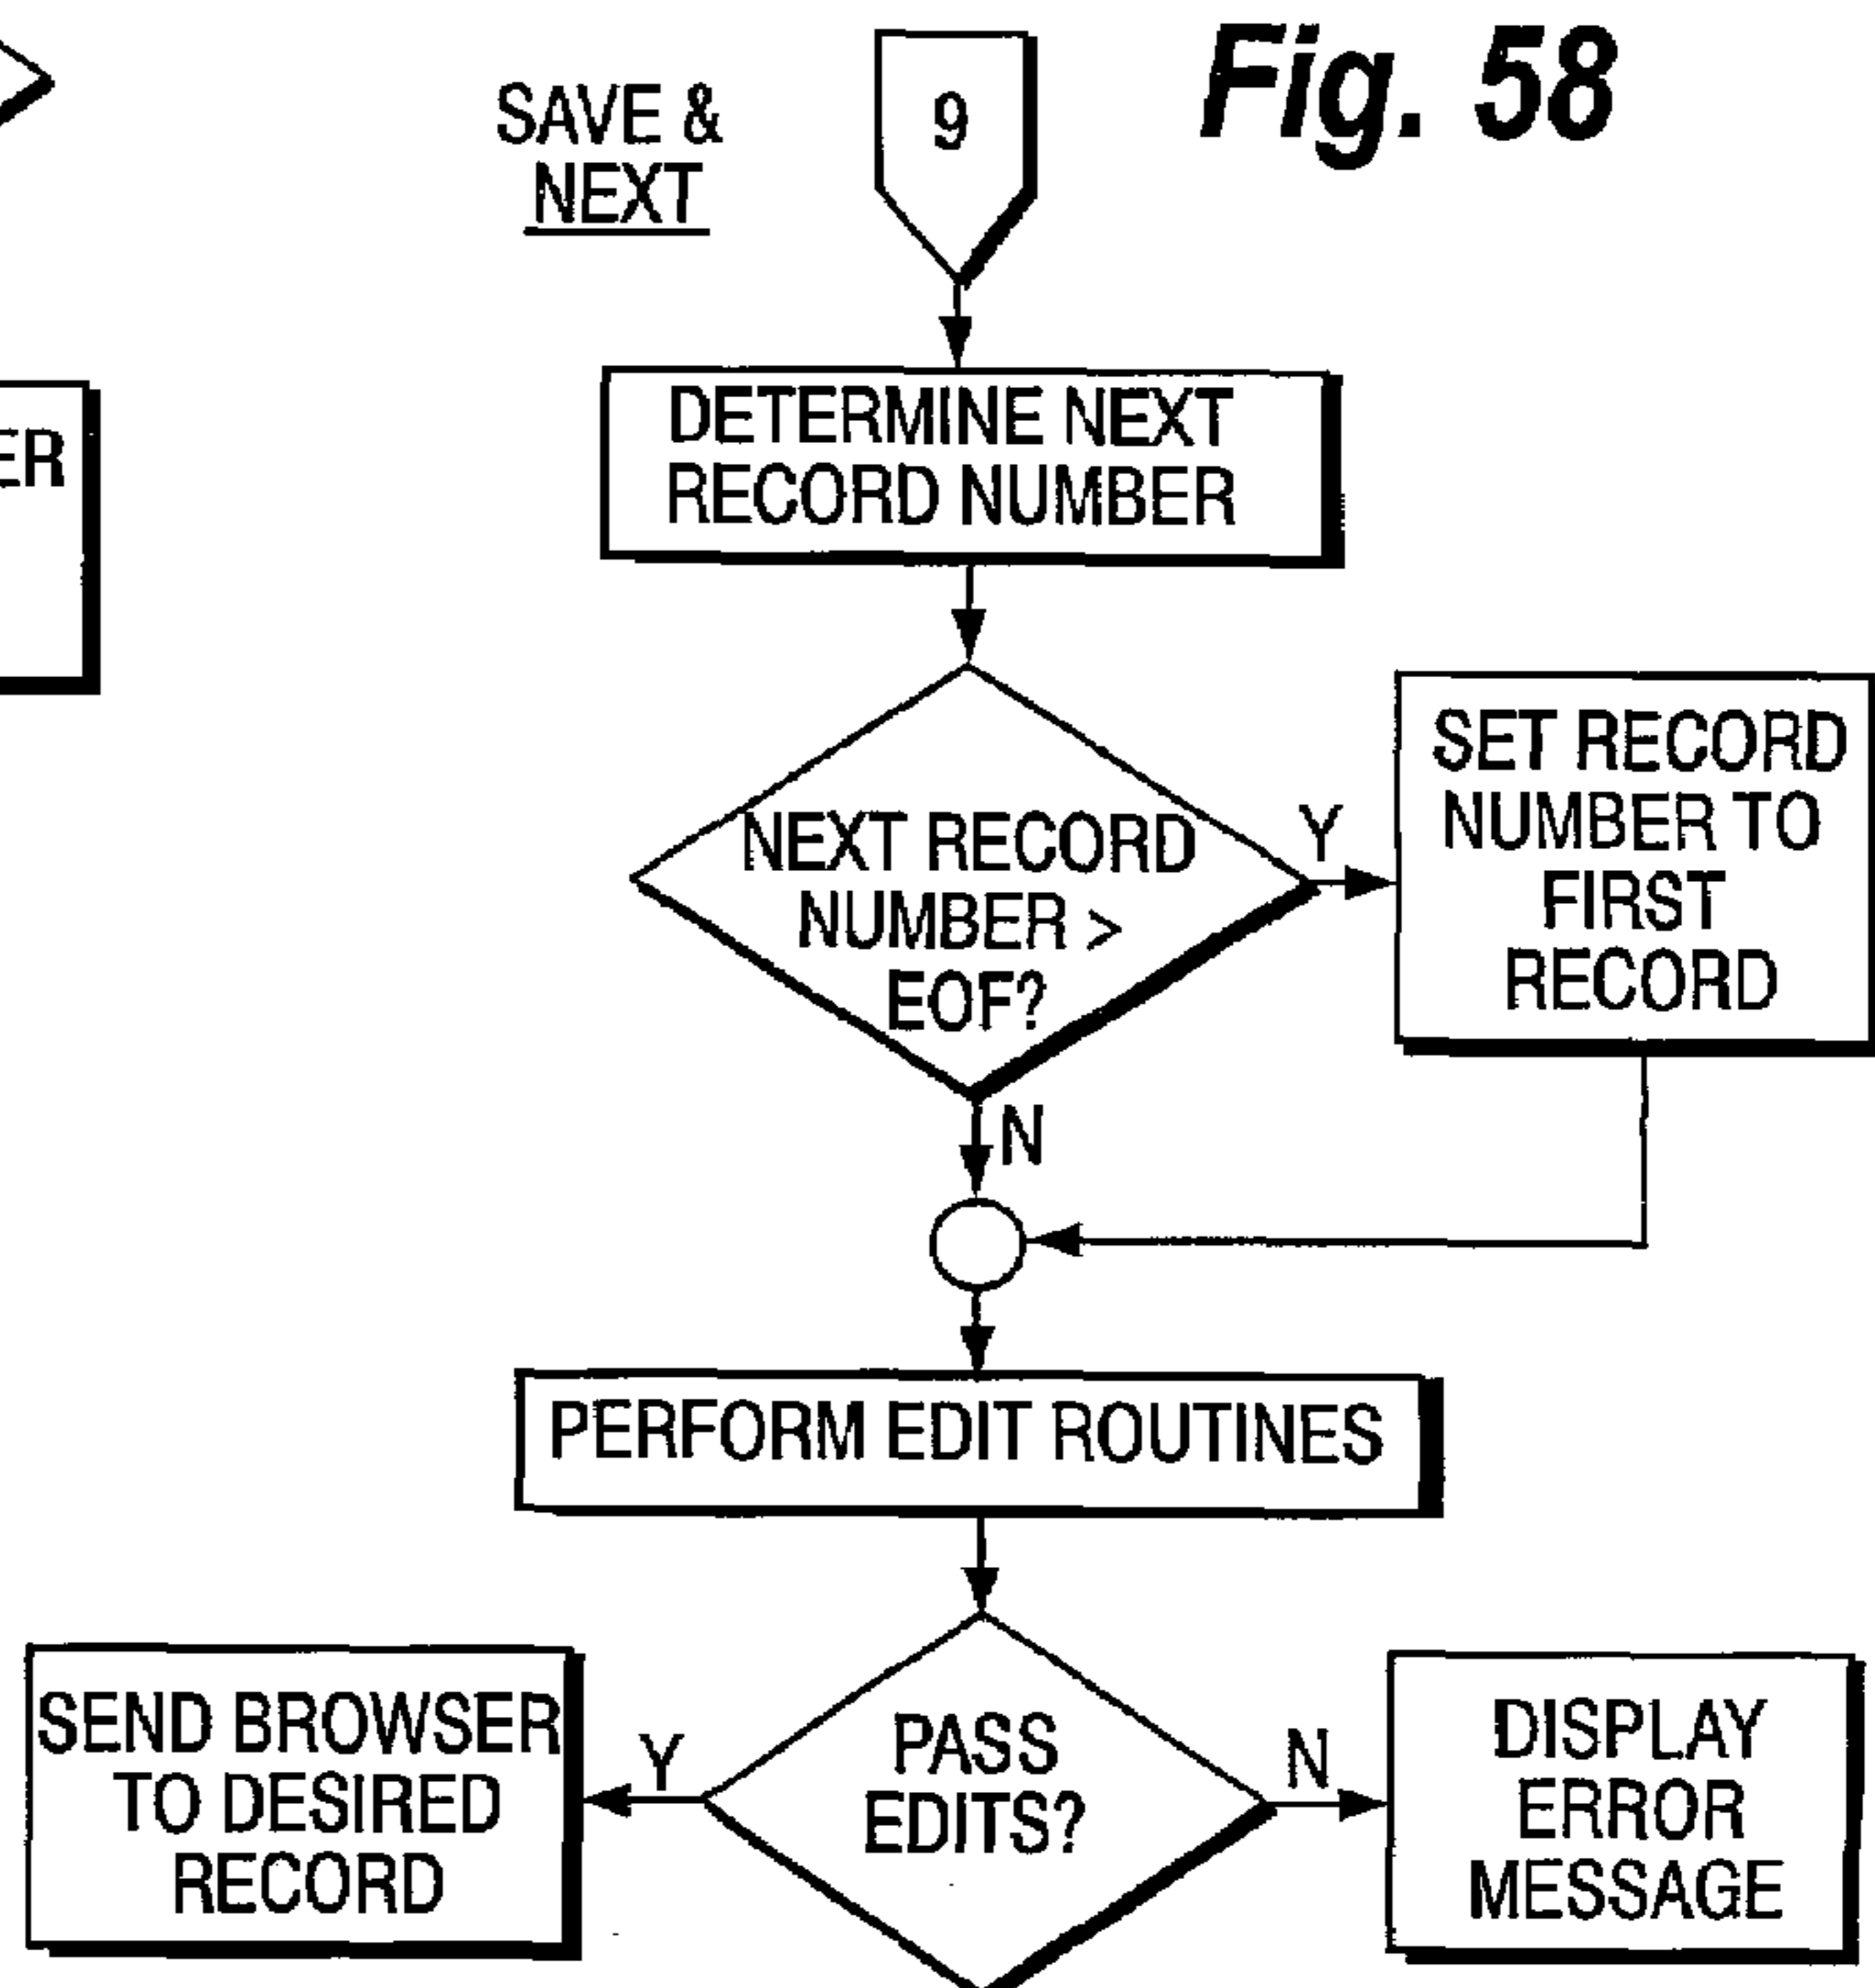 Fig. 58
SAVE &
NEXT
9
DETERMINE NEXT
RECORD NUMBER
ER
NEXT RECORD
NUMBER >
EOF?
Y
SET RECORD
NUMBER TO
FIRST
RECORD
N
PERFORM EDIT ROUTINES
SEND BROWSER
TO DESIRED
RECORD
Y
PASS
EDITS?
N
DISPLAY
ERROR
MESSAGE